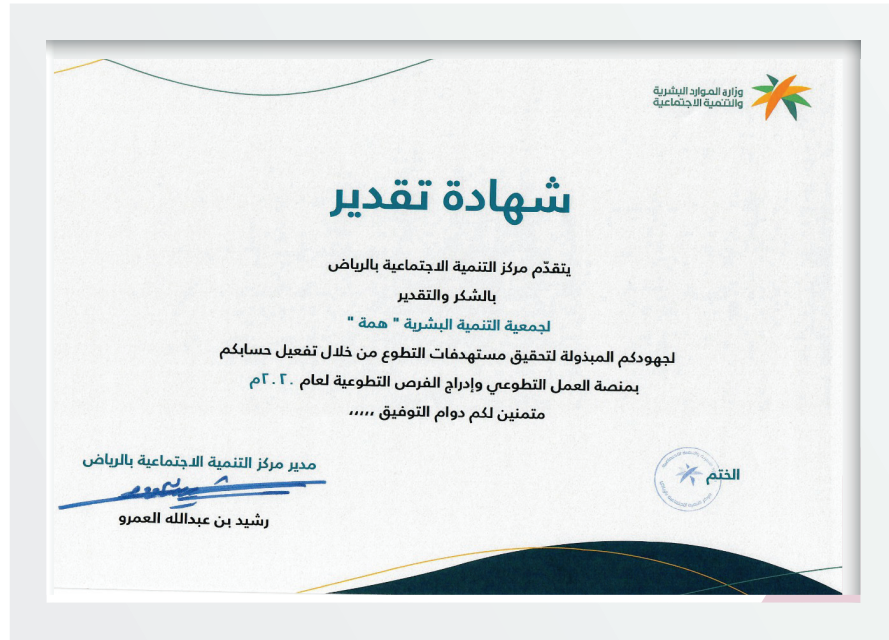 وزارة الموارد البشرية
والتنمية الاجتماعية
شهادة تقدير
يتقدّم مركز التنمية الاجتماعية بالرياض
بالشكر والتقدير
لجمعية التنمية البشرية " همة "
لجهودكم المبذولة لتحقيق مستهدفات التطوع من خلال تفعيل حسابكم
بمنصة العمل التطوعي وإدراج الفرص التطوعية لعام ٢٠٢٠م
متمنين لكم دوام التوفيق ,,,,,
مدير مركز التنمية الاجتماعية بالرياض
رشيد بن عبدالله العمرو
الختم